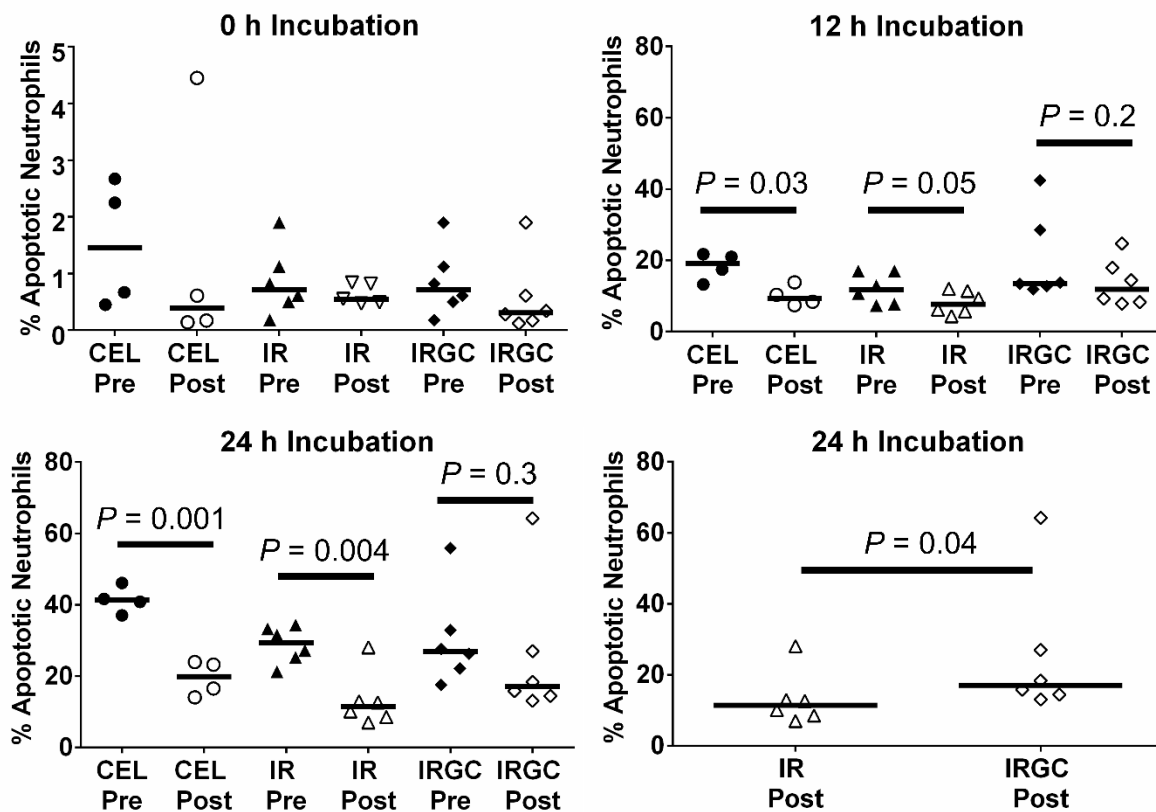 0 h Incubation
% Apoptotic Neutrophils
5
4
3
2
1
0
CEL CEL IR IR IRGC IRGC
Pre Post Pre Post Pre Post
12 h Incubation
% Apoptotic Neutrophils
80
60
40
20
0
P = 0.03
P = 0.05
P = 0.2
CEL CEL IR IR IRGC IRGC
Pre Post Pre Post Pre Post
24 h Incubation
% Apoptotic Neutrophils
80
60
40
20
0
P = 0.001
P = 0.004
P = 0.3
CEL CEL IR IR IRGC IRGC
Pre Post Pre Post Pre Post
24 h Incubation
% Apoptotic Neutrophils
80
60
40
20
0
P = 0.04
IR IRGC
Post Post